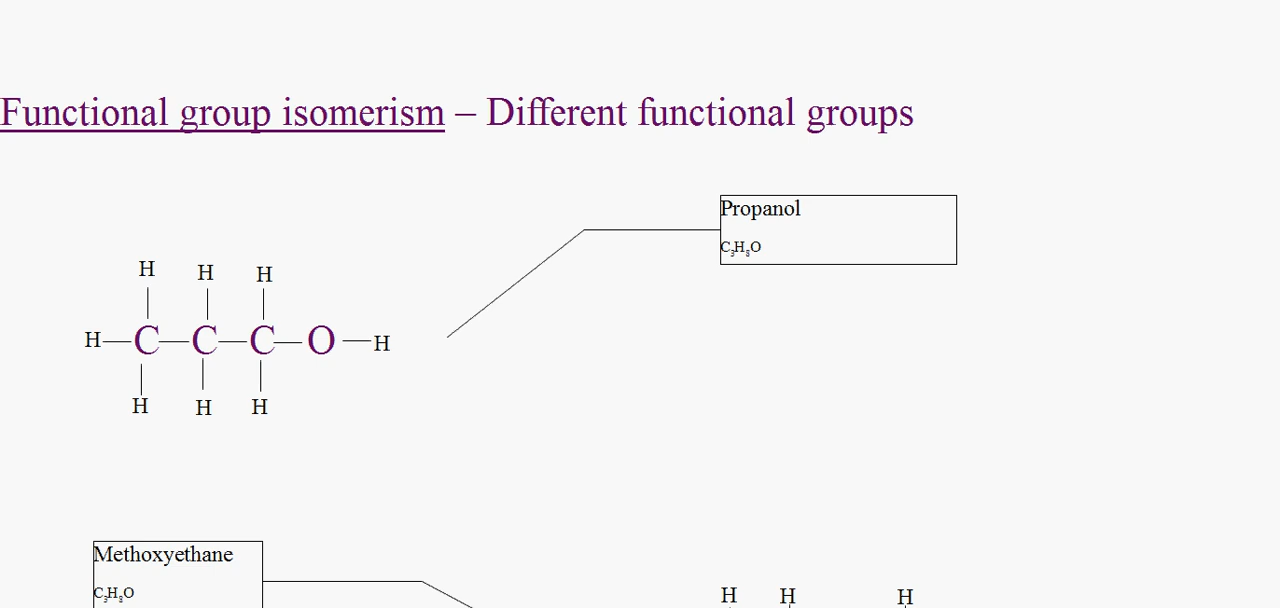 Functional group isomerism – Different functional groups
Propanol
C₃H₈O
H H H
H C C C O H
H H H
Methoxyethane
C₃H₈O
H H H